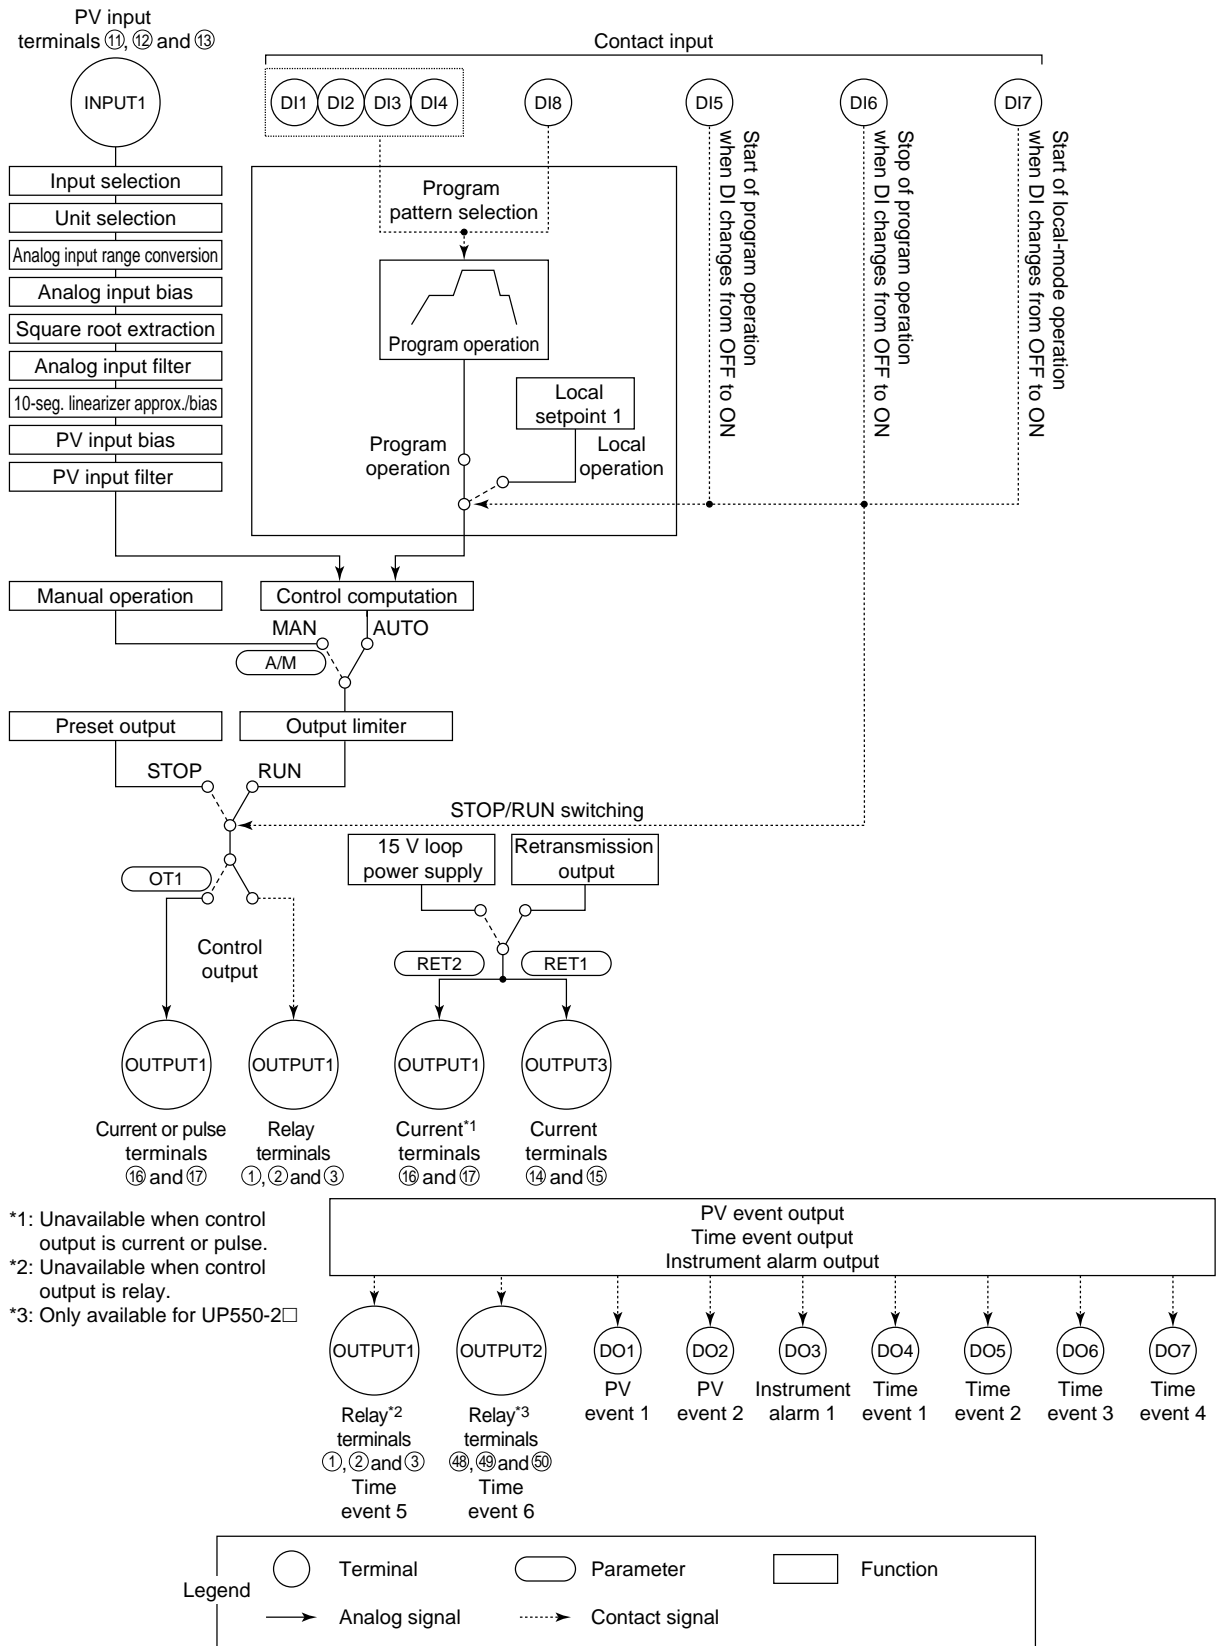 PV input
terminals ⑪, ⑫ and ⑬
Contact input
INPUT1
DI1
DI2
DI3
DI4
DI8
DI5
DI6
DI7
Start of program operation
when DI changes from OFF to ON
Stop of program operation
when DI changes from OFF to ON
Start of local-mode operation
when DI changes from OFF to ON
Input selection
Unit selection
Analog input range conversion
Analog input bias
Square root extraction
Analog input filter
10-seg. linearizer approx./bias
PV input bias
PV input filter
Program
pattern selection
Program operation
Local
setpoint 1
Program
operation
Local
operation
Manual operation
Control computation
MAN
AUTO
A/M
Preset output
Output limiter
STOP
RUN
STOP/RUN switching
15 V loop
power supply
Retransmission
output
OT1
Control
output
RET2
RET1
OUTPUT1
OUTPUT1
OUTPUT1
OUTPUT3
Current or pulse
terminals
⑯ and ⑰
Relay
terminals
①, ② and ③
Current*1
terminals
⑯ and ⑰
Current
terminals
⑭ and ⑮
*1: Unavailable when control
output is current or pulse.
*2: Unavailable when control
output is relay.
*3: Only available for UP550-2□
PV event output
Time event output
Instrument alarm output
OUTPUT1
OUTPUT2
DO1
DO2
DO3
DO4
DO5
DO6
DO7
Relay*2
terminals
①, ② and ③
Time
event 5
Relay*3
terminals
㊽, ㊾ and ㊿
Time
event 6
PV
event 1
PV
event 2
Instrument
alarm 1
Time
event 1
Time
event 2
Time
event 3
Time
event 4
Legend
Terminal
Parameter
Function
Analog signal
Contact signal